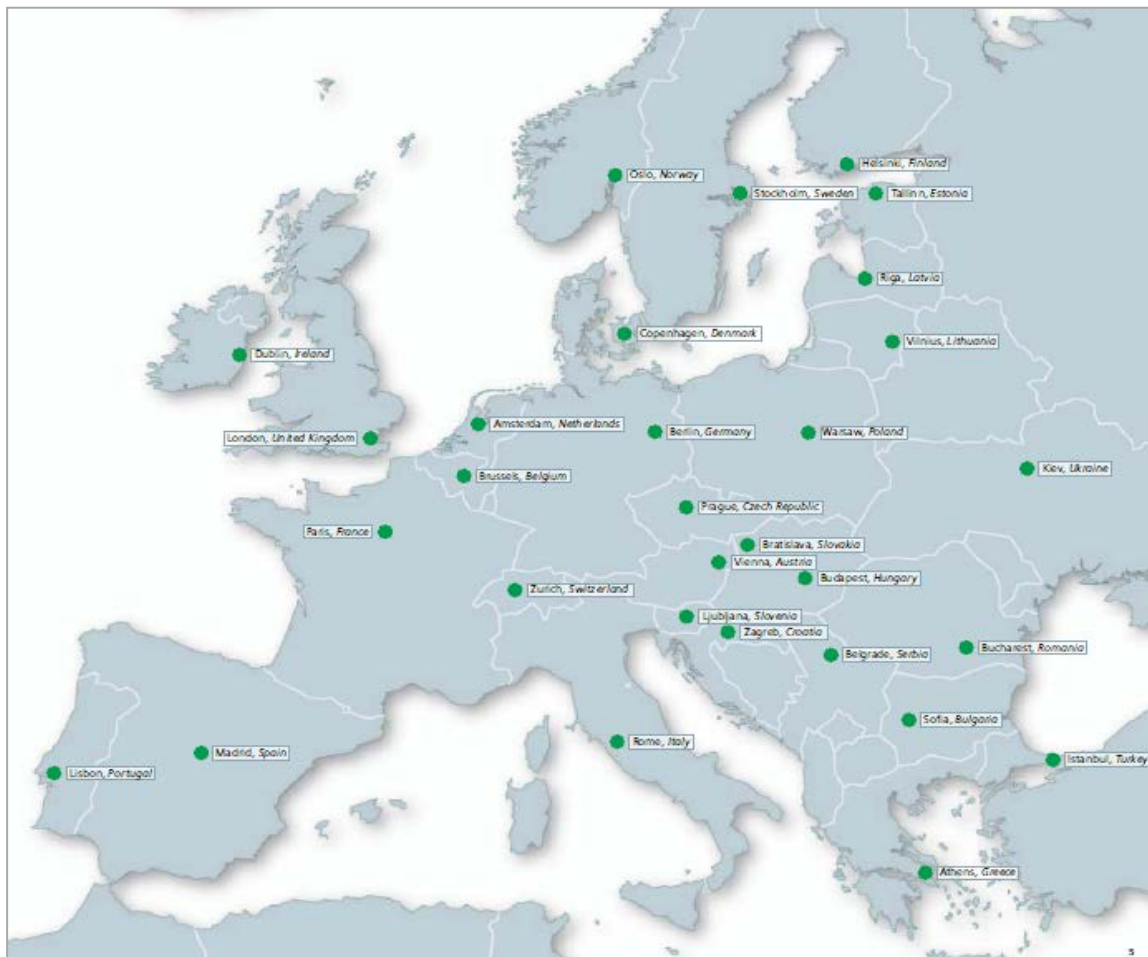 Helsinki, Finland
Oslo, Norway
Stockholm, Sweden
Tallinn, Estonia
Riga, Latvia
Copenhagen, Denmark
Vilnius, Lithuania
Dublin, Ireland
Amsterdam, Netherlands
Berlin, Germany
Warsaw, Poland
London, United Kingdom
Kiev, Ukraine
Brussels, Belgium
Prague, Czech Republic
Paris, France
Bratislava, Slovakia
Vienna, Austria
Budapest, Hungary
Zurich, Switzerland
Ljubljana, Slovenia
Zagreb, Croatia
Bucharest, Romania
Belgrade, Serbia
Sofia, Bulgaria
Rome, Italy
Madrid, Spain
Istanbul, Turkey
Lisbon, Portugal
Athens, Greece
5